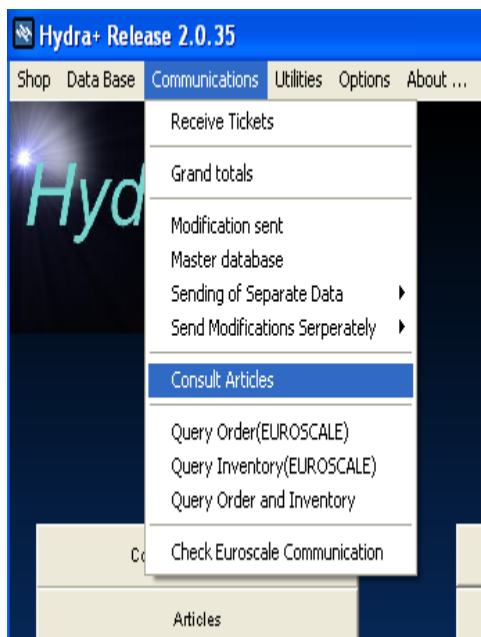 Hydra+ Release 2.0.35
Shop Data Base Communications Utilities Options About ...
Receive Tickets
Grand totals
Modification sent
Master database
Sending of Separate Data
Send Modifications Serperately
Consult Articles
Query Order(EUROSCALE)
Query Inventory(EUROSCALE)
Query Order and Inventory
Check Euroscale Communication
Articles